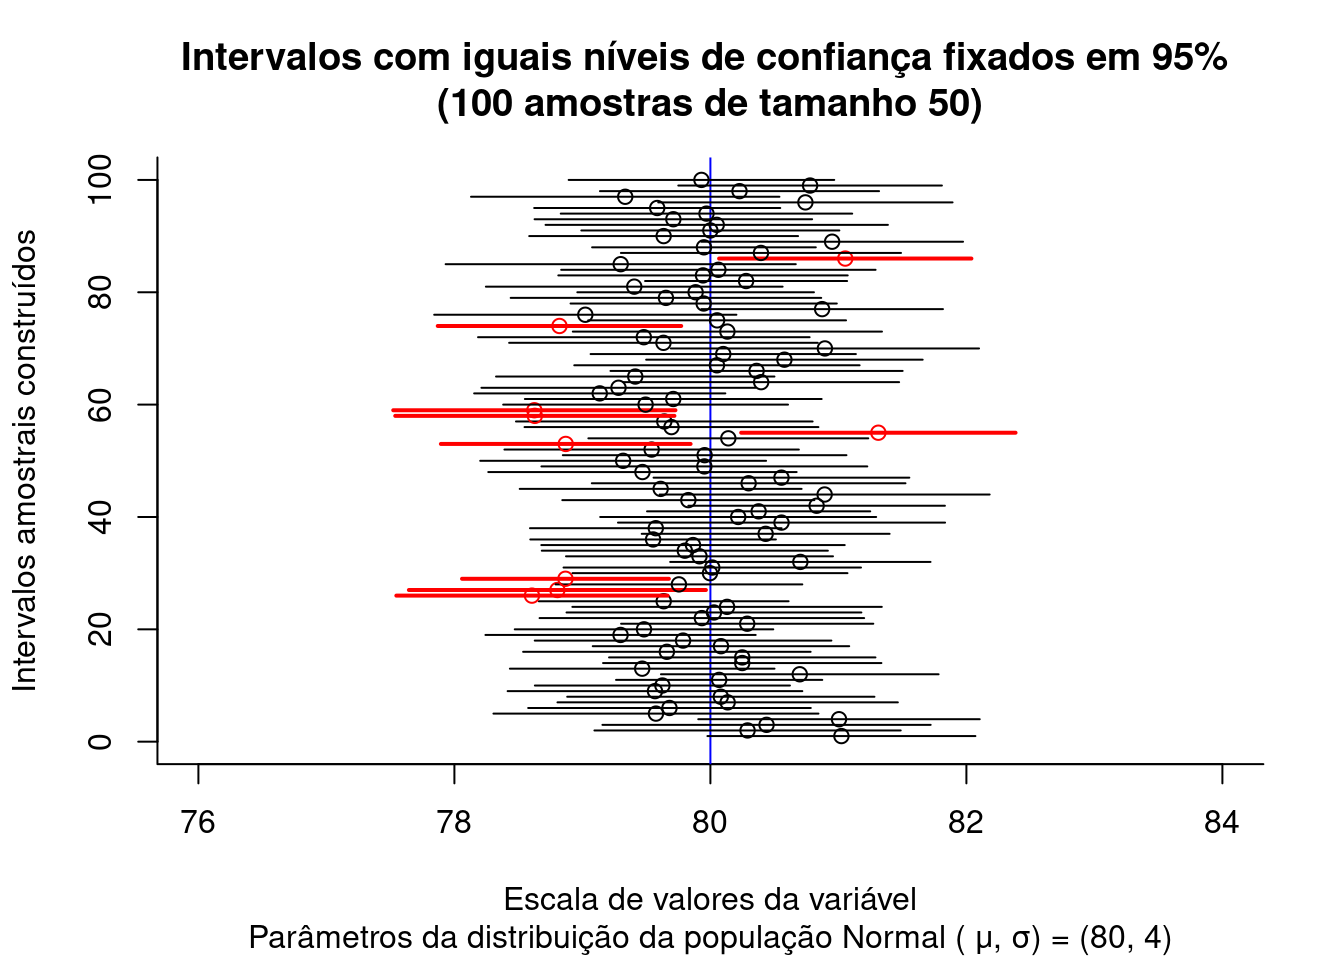 Intervalos com iguais níveis de confiança fixados em 95%
(100 amostras de tamanho 50)
Intervalos amostrais construídos
100
80
60
40
20
0
76 78 80 82 84
Escala de valores da variável
Parâmetros da distribuição da população Normal ( μ, σ) = (80, 4)